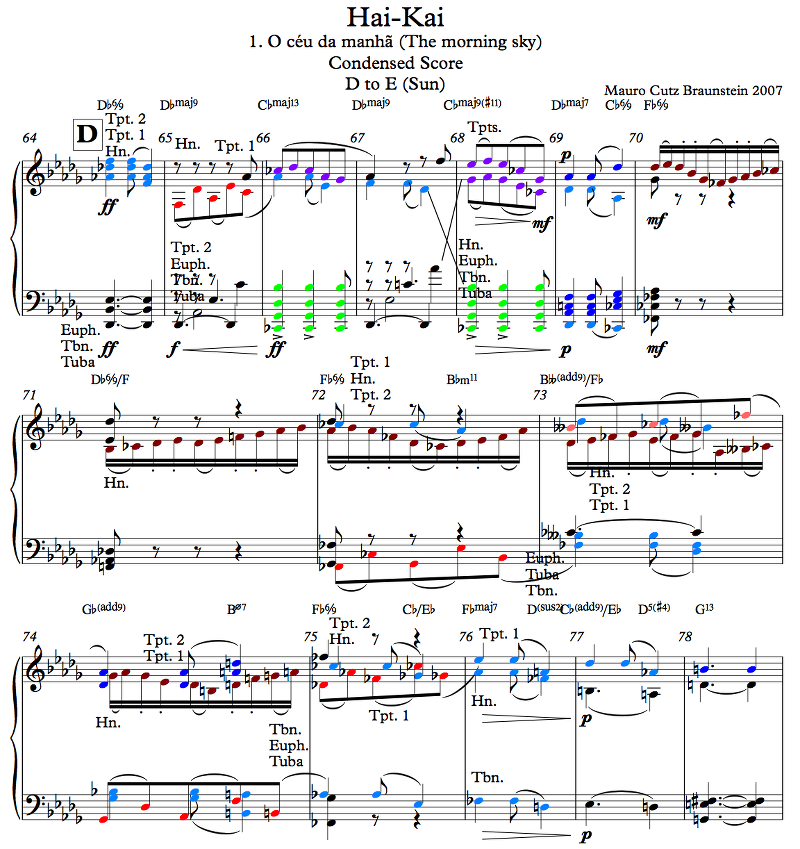 Hai-Kai
1. O céu da manhã (The morning sky)
Condensed Score
D to E (Sun)
Mauro Cutz Braunstein 2007
D♭6/9 D♭maj9 C♭maj13 D♭maj9 C♭maj9(♯11) D♭maj7 C♭6/9 F♭6/9
64 D 65 66 67 68 69 70
Tpt. 2
Tpt. 1
Hn.
Hn. Tpt. 1 Tpts.
p
ff mf mf
Tpt. 2
Euph.
Tbn.
Tuba
Hn.
Euph.
Tbn.
Tuba
Euph.
Tbn.
Tuba
ff f ff p mf
D♭6/9/F F♭6/9 B♭m11 B𝄫(add9)/F♭
71 72 73
Tpt. 1
Hn.
Tpt. 2
Hn.
Hn.
Tpt. 2
Tpt. 1
Euph.
Tuba
Tbn.
G♭(add9) Bø7 F♭6/9 C♭/E♭ F♭maj7 D(sus2 C♭(add9)/E♭ D5(♯4) G13
74 75 76 77 78
Tpt. 2
Tpt. 1
Tpt. 2
Hn.
Tpt. 1
Hn. Tpt. 1 Hn.
p
Tbn.
Euph.
Tuba
Tbn.
p